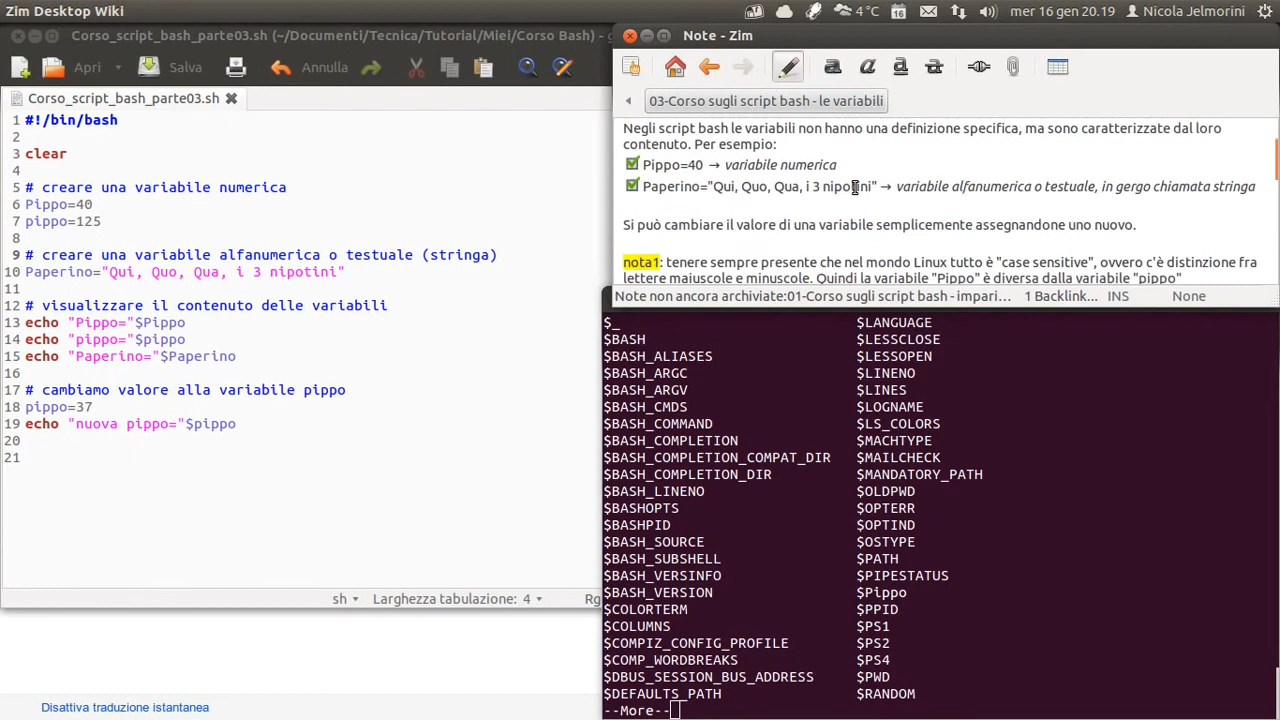 Zim Desktop Wiki
4 °C
mer 16 gen 20.19
Nicola Jelmorini
Corso_script_bash_parte03.sh (~/Documenti/Tecnica/Tutorial/Miei/Corso Bash) - g
Apri
Salva
Annulla
Corso_script_bash_parte03.sh
1 #!/bin/bash
2
3 clear
4
5 # creare una variabile numerica
6 Pippo=40
7 pippo=125
8
9 # creare una variabile alfanumerica o testuale (stringa)
10 Paperino="Qui, Quo, Qua, i 3 nipotini"
11
12 # visualizzare il contenuto delle variabili
13 echo "Pippo="$Pippo
14 echo "pippo="$pippo
15 echo "Paperino="$Paperino
16
17 # cambiamo valore alla variabile pippo
18 pippo=37
19 echo "nuova pippo="$pippo
20
21
sh
Larghezza tabulazione: 4
Rg
Disattiva traduzione istantanea
Note - Zim
03-Corso sugli script bash - le variabili
Negli script bash le variabili non hanno una definizione specifica, ma sono caratterizzate dal loro
contenuto. Per esempio:
Pippo=40 → variabile numerica
Paperino="Qui, Quo, Qua, i 3 nipotini" → variabile alfanumerica o testuale, in gergo chiamata stringa
Si può cambiare il valore di una variabile semplicemente assegnandone uno nuovo.
nota1: tenere sempre presente che nel mondo Linux tutto è "case sensitive", ovvero c'è distinzione fra
lettere maiuscole e minuscole. Quindi la variabile "Pippo" è diversa dalla variabile "pippo"
Note non ancora archiviate:01-Corso sugli script bash - impari...
1 Backlink...
INS
None
$_ $LANGUAGE
$BASH $LESSCLOSE
$BASH_ALIASES $LESSOPEN
$BASH_ARGC $LINENO
$BASH_ARGV $LINES
$BASH_CMDS $LOGNAME
$BASH_COMMAND $LS_COLORS
$BASH_COMPLETION $MACHTYPE
$BASH_COMPLETION_COMPAT_DIR $MAILCHECK
$BASH_COMPLETION_DIR $MANDATORY_PATH
$BASH_LINENO $OLDPWD
$BASHOPTS $OPTERR
$BASHPID $OPTIND
$BASH_SOURCE $OSTYPE
$BASH_SUBSHELL $PATH
$BASH_VERSINFO $PIPESTATUS
$BASH_VERSION $Pippo
$COLORTERM $PPID
$COLUMNS $PS1
$COMPIZ_CONFIG_PROFILE $PS2
$COMP_WORDBREAKS $PS4
$DBUS_SESSION_BUS_ADDRESS $PWD
$DEFAULTS_PATH $RANDOM
--More--